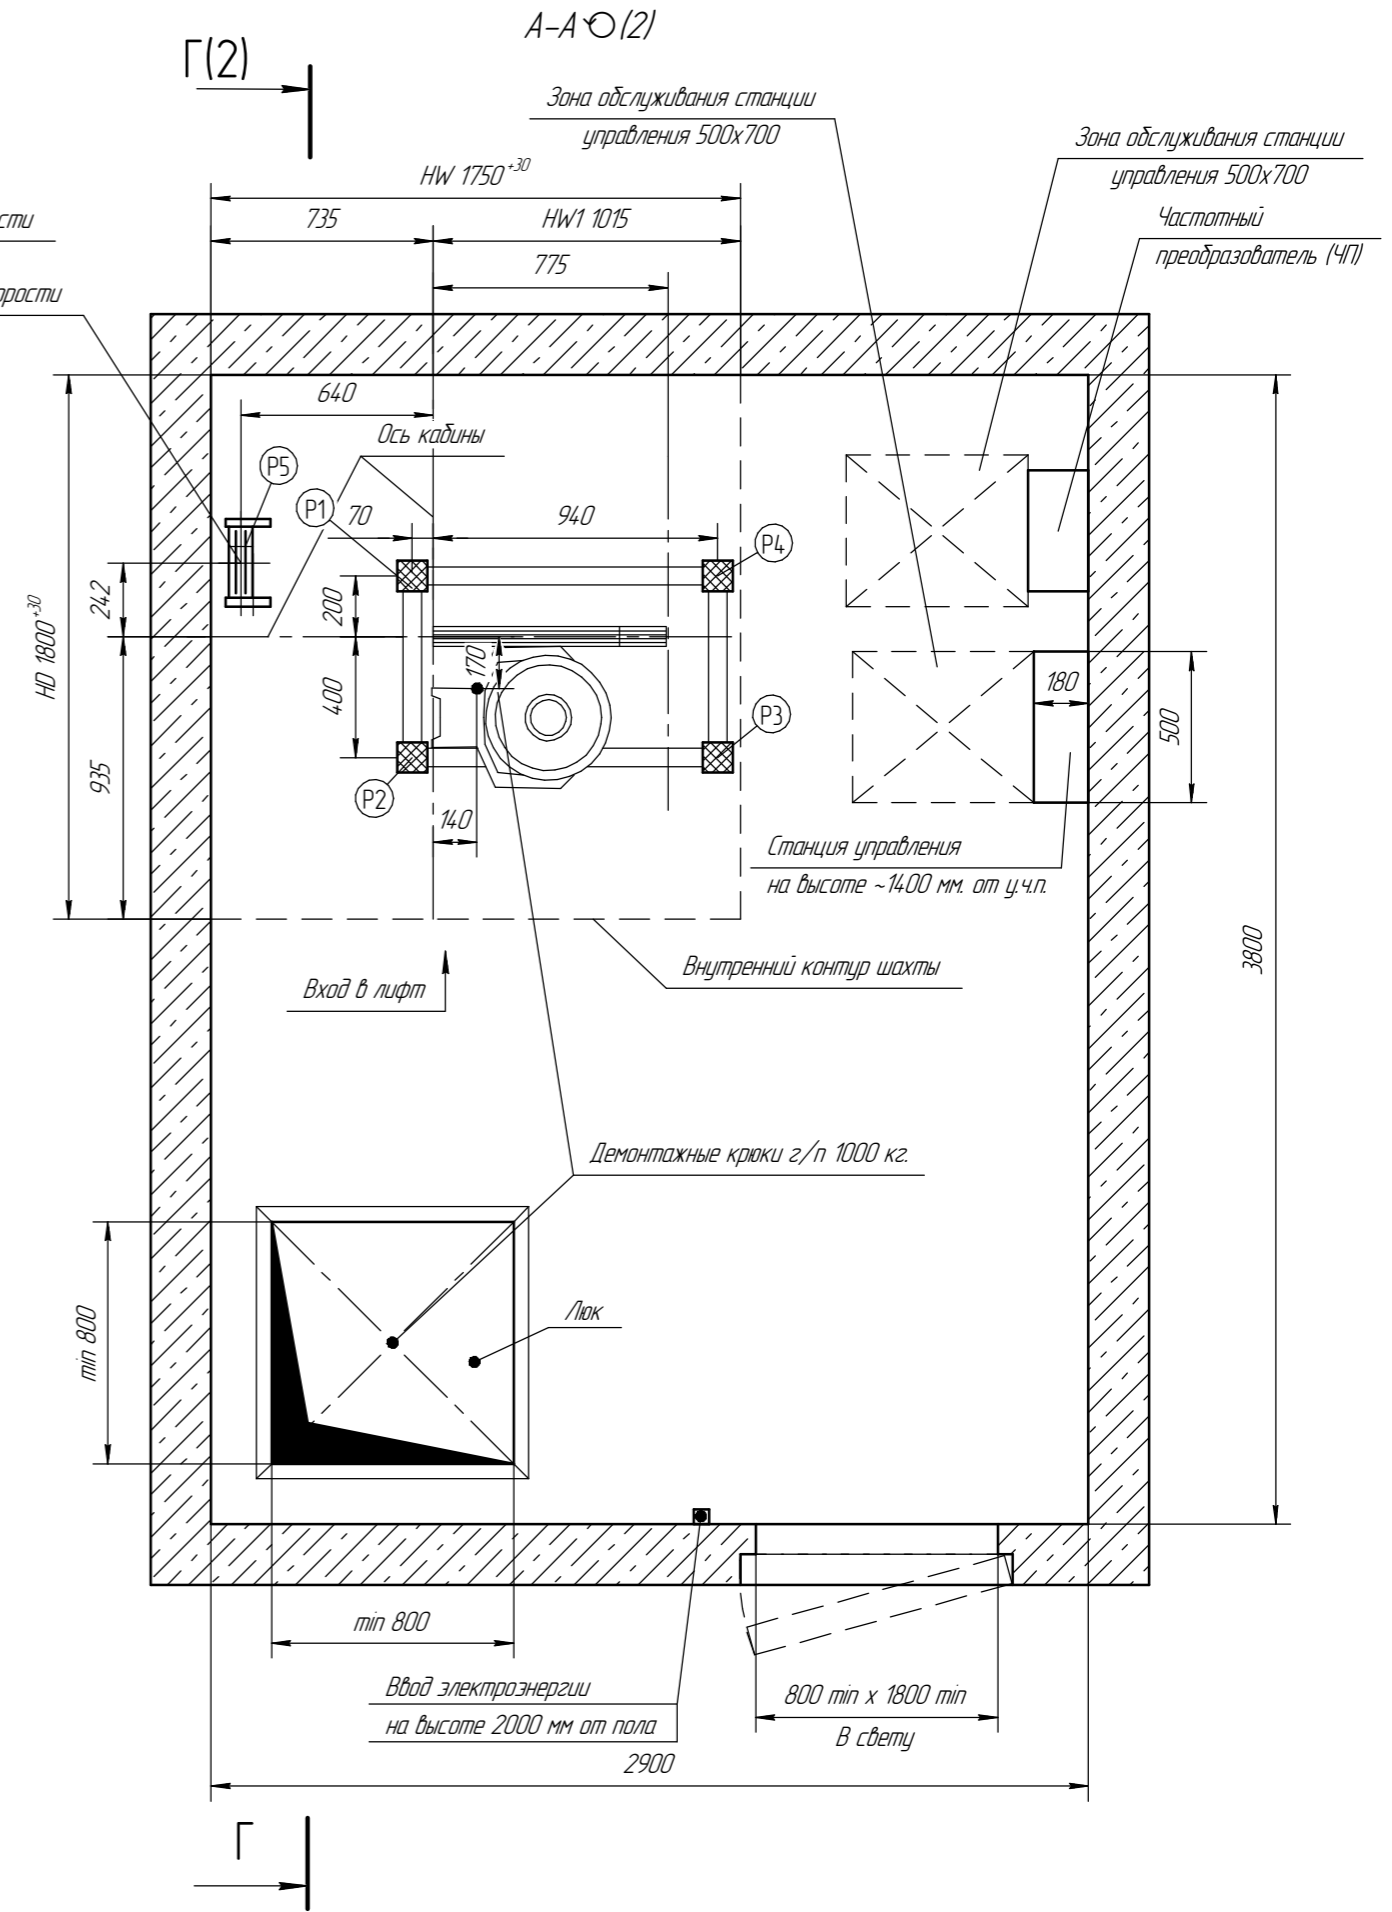 А-А (2)
Г(2)
Зона обслуживания станции
управления 500х700
Зона обслуживания станции
управления 500х700
Частотный
преобразователь (ЧП)
HW 1750 +30
735
HW1 1015
775
сти
рости
640
Ось кабины
P5
P1
70
940
P4
242
200
HD 1800 +30
170
400
935
P3
P2
140
180
500
Станция управления
на высоте ~1400 мм. от у.ч.п.
3800
Вход в лифт
Внутренний контур шахты
Демонтажные крюки г/п 1000 кг.
Люк
min 800
min 800
Ввод электроэнергии
на высоте 2000 мм от пола
800 min x 1800 min
В свету
2900
Г